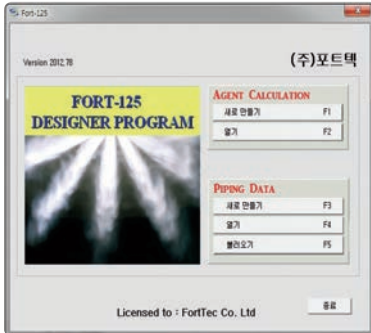 Fort-125
Version 2012,7B
(주)포트텍
FORT-125
DESIGNER PROGRAM
AGENT CALCULATION
새로 만들기 F1
열기 F2
PIPING DATA
새로 만들기 F3
열기 F4
불러오기 F5
Licensed to : FortTec Co. Ltd
종료